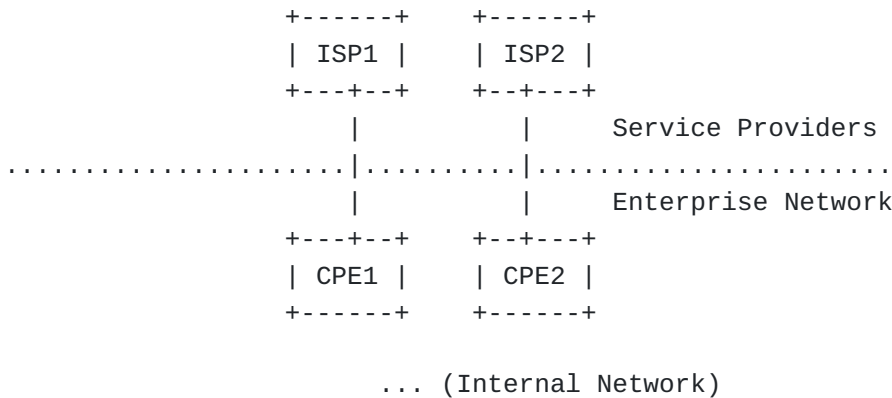 +------+    +------+
| ISP1 |    | ISP2 |
+---+--+    +--+---+
|          |     Service Providers
......................|..........|.......................
|          |     Enterprise Network
+---+--+    +--+---+
| CPE1 |    | CPE2 |
+------+    +------+
... (Internal Network)